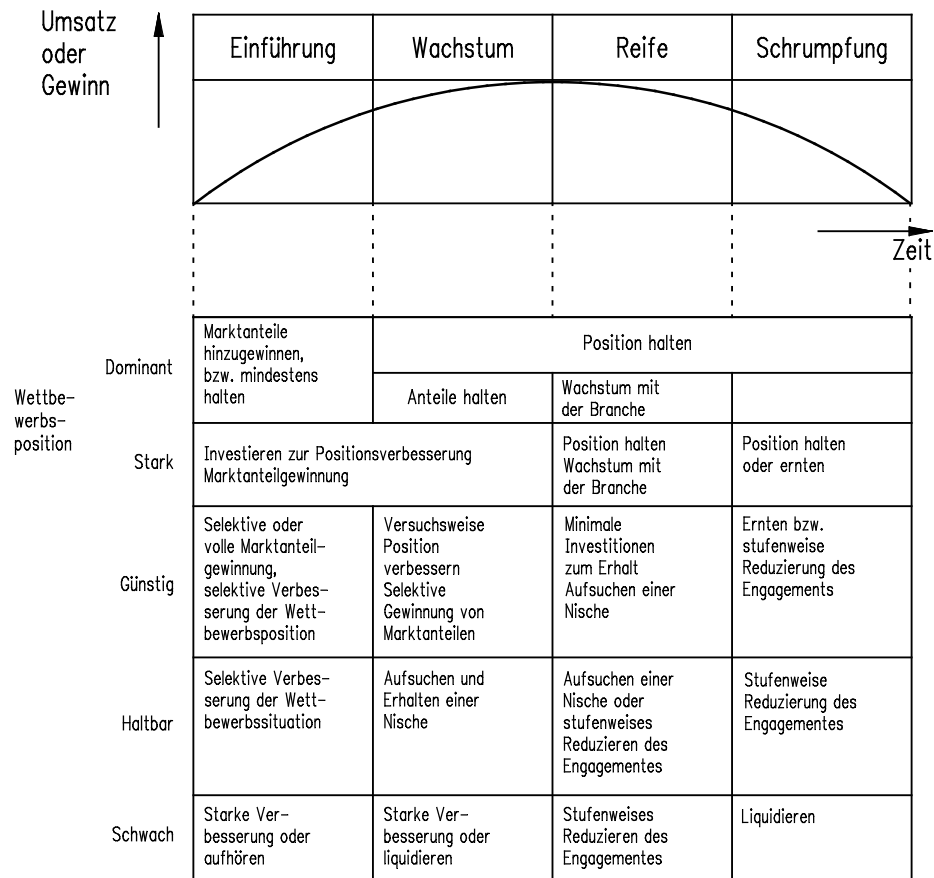 Umsatz
oder
Gewinn
Einführung
Wachstum
Reife
Schrumpfung
Zeit
Wettbe-
werbs-
position
Dominant
Marktanteile
hinzugewinnen,
bzw. mindestens
halten
Position halten
Anteile halten
Wachstum mit
der Branche
Stark
Investieren zur Positionsverbesserung
Marktanteilgewinnung
Position halten
Wachstum mit
der Branche
Position halten
oder ernten
Günstig
Selektive oder
volle Marktanteil-
gewinnung,
selektive Verbes-
serung der Wett-
bewerbsposition
Versuchsweise
Position
verbessern
Selektive
Gewinnung von
Marktanteilen
Minimale
Investitionen
zum Erhalt
Aufsuchen einer
Nische
Ernten bzw.
stufenweise
Reduzierung des
Engagements
Haltbar
Selektive Verbes-
serung der Wett-
bewerbssituation
Aufsuchen und
Erhalten einer
Nische
Aufsuchen einer
Nische oder
stufenweises
Reduzieren des
Engagementes
Stufenweise
Reduzierung des
Engagementes
Schwach
Starke Ver-
besserung oder
aufhören
Starke Ver-
besserung oder
liquidieren
Stufenweises
Reduzieren des
Engagementes
Liquidieren